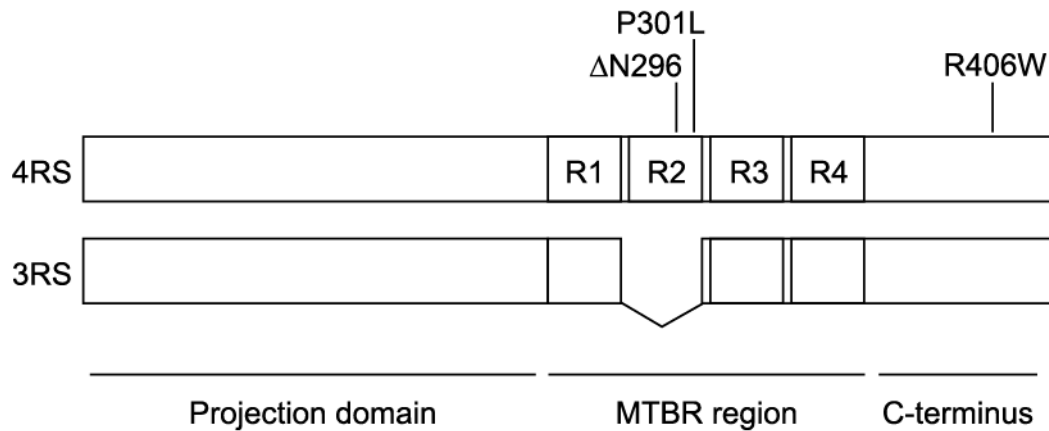 P301L
ΔN296
R406W
4RS
R1 R2 R3 R4
3RS
Projection domain MTBR region C-terminus